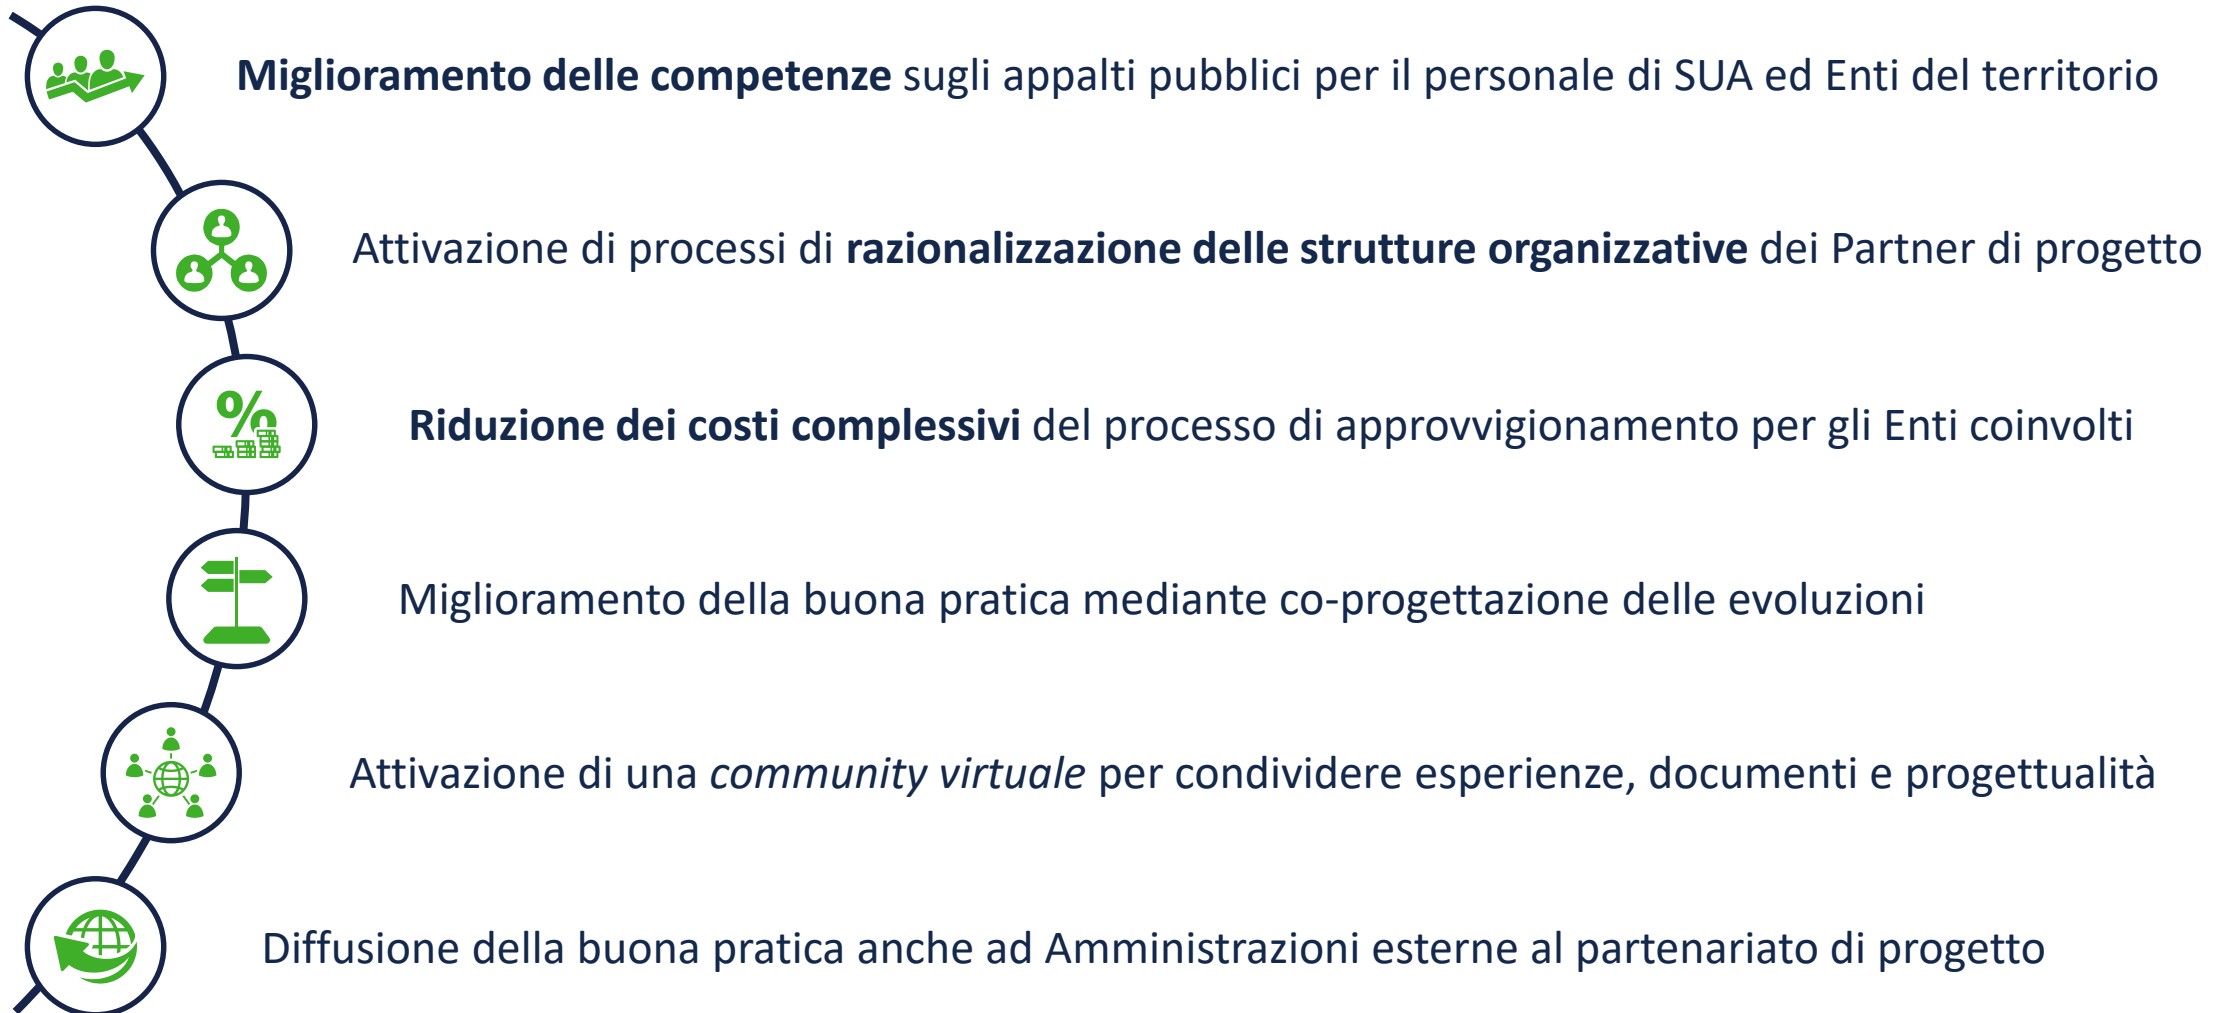 Miglioramento delle competenze sugli appalti pubblici per il personale di SUA ed Enti del territorio
Attivazione di processi di razionalizzazione delle strutture organizzative dei Partner di progetto
%
Riduzione dei costi complessivi del processo di approvvigionamento per gli Enti coinvolti
Miglioramento della buona pratica mediante co-progettazione delle evoluzioni
Attivazione di una community virtuale per condividere esperienze, documenti e progettualità
Diffusione della buona pratica anche ad Amministrazioni esterne al partenariato di progetto